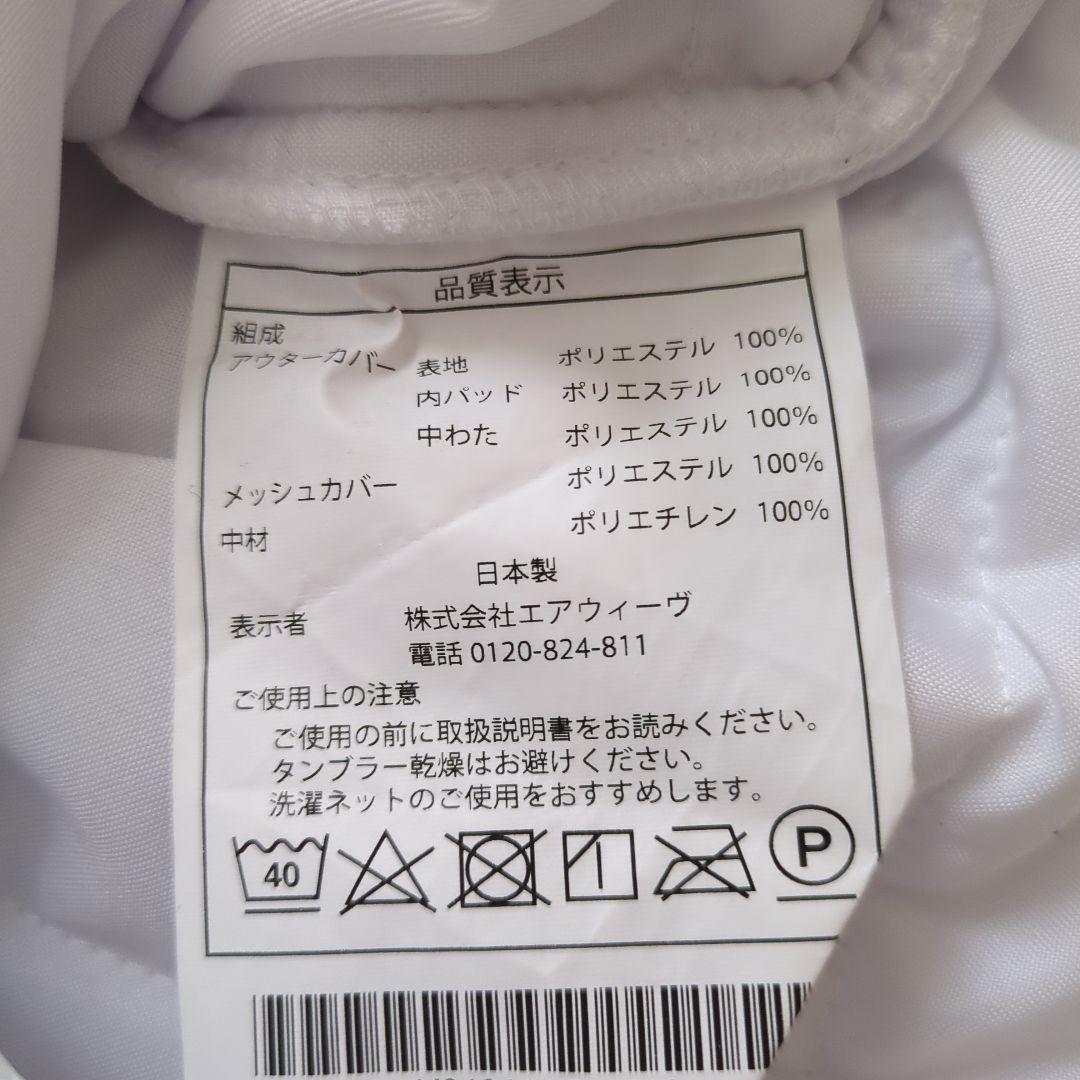 品質表示
組成
アウターカバー 表地 ポリエステル 100%
内パッド ポリエステル 100%
中わた ポリエステル 100%
メッシュカバー ポリエステル 100%
中材 ポリエチレン 100%
日本製
表示者 株式会社エアウィーヴ
電話 0120-824-811
ご使用上の注意
ご使用の前に取扱説明書をお読みください。
タンブラー乾燥はお避けください。
洗濯ネットのご使用をおすすめします。
40 P